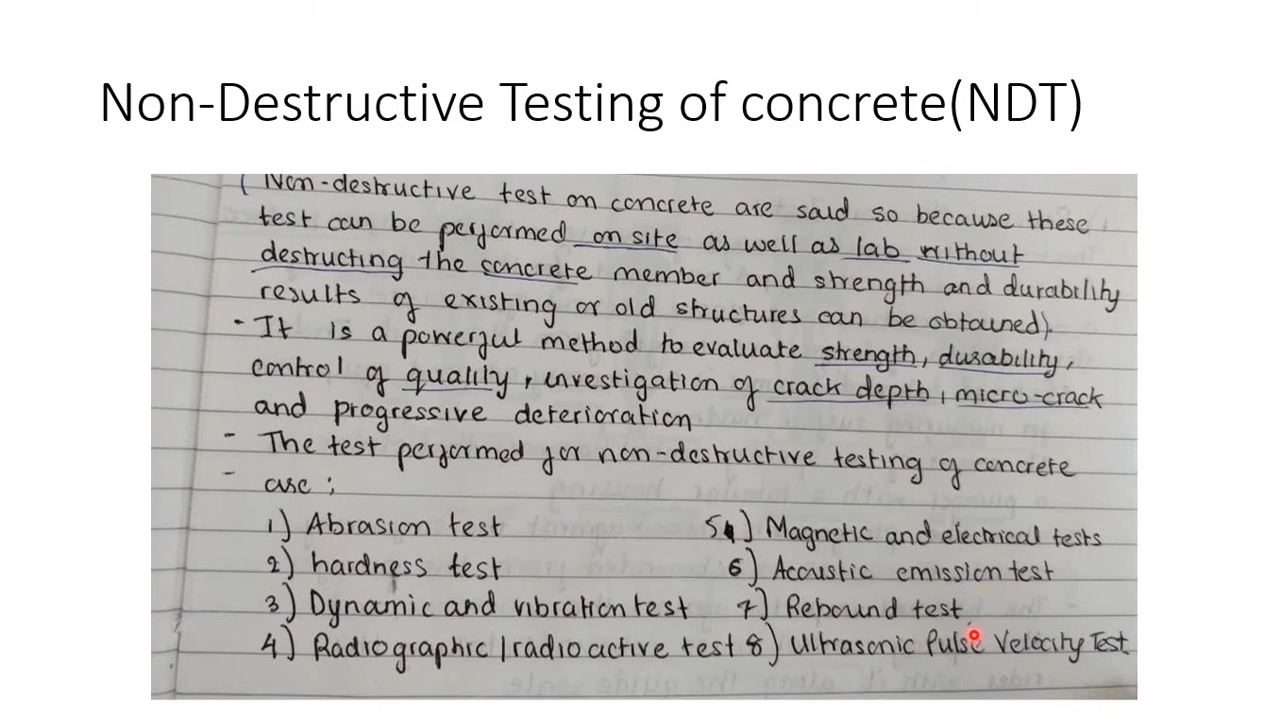 Non-Destructive Testing of concrete(NDT)
( Non-destructive test on concrete are said so because these
test can be performed on site as well as lab without
destructing the concrete member and strength and durability
results of existing or old structures can be obtained).
- It is a powerful method to evaluate strength, durability,
control of quality, investigation of crack depth, micro-crack
and progressive deterioration
- The test performed for non-destructive testing of concrete
- are :
1) Abrasion test 5) Magnetic and electrical tests
2) hardness test 6) Acoustic emission test
3) Dynamic and vibration test 7) Rebound test
4) Radiographic / radioactive test 8) Ultrasonic Pulse Velocity Test